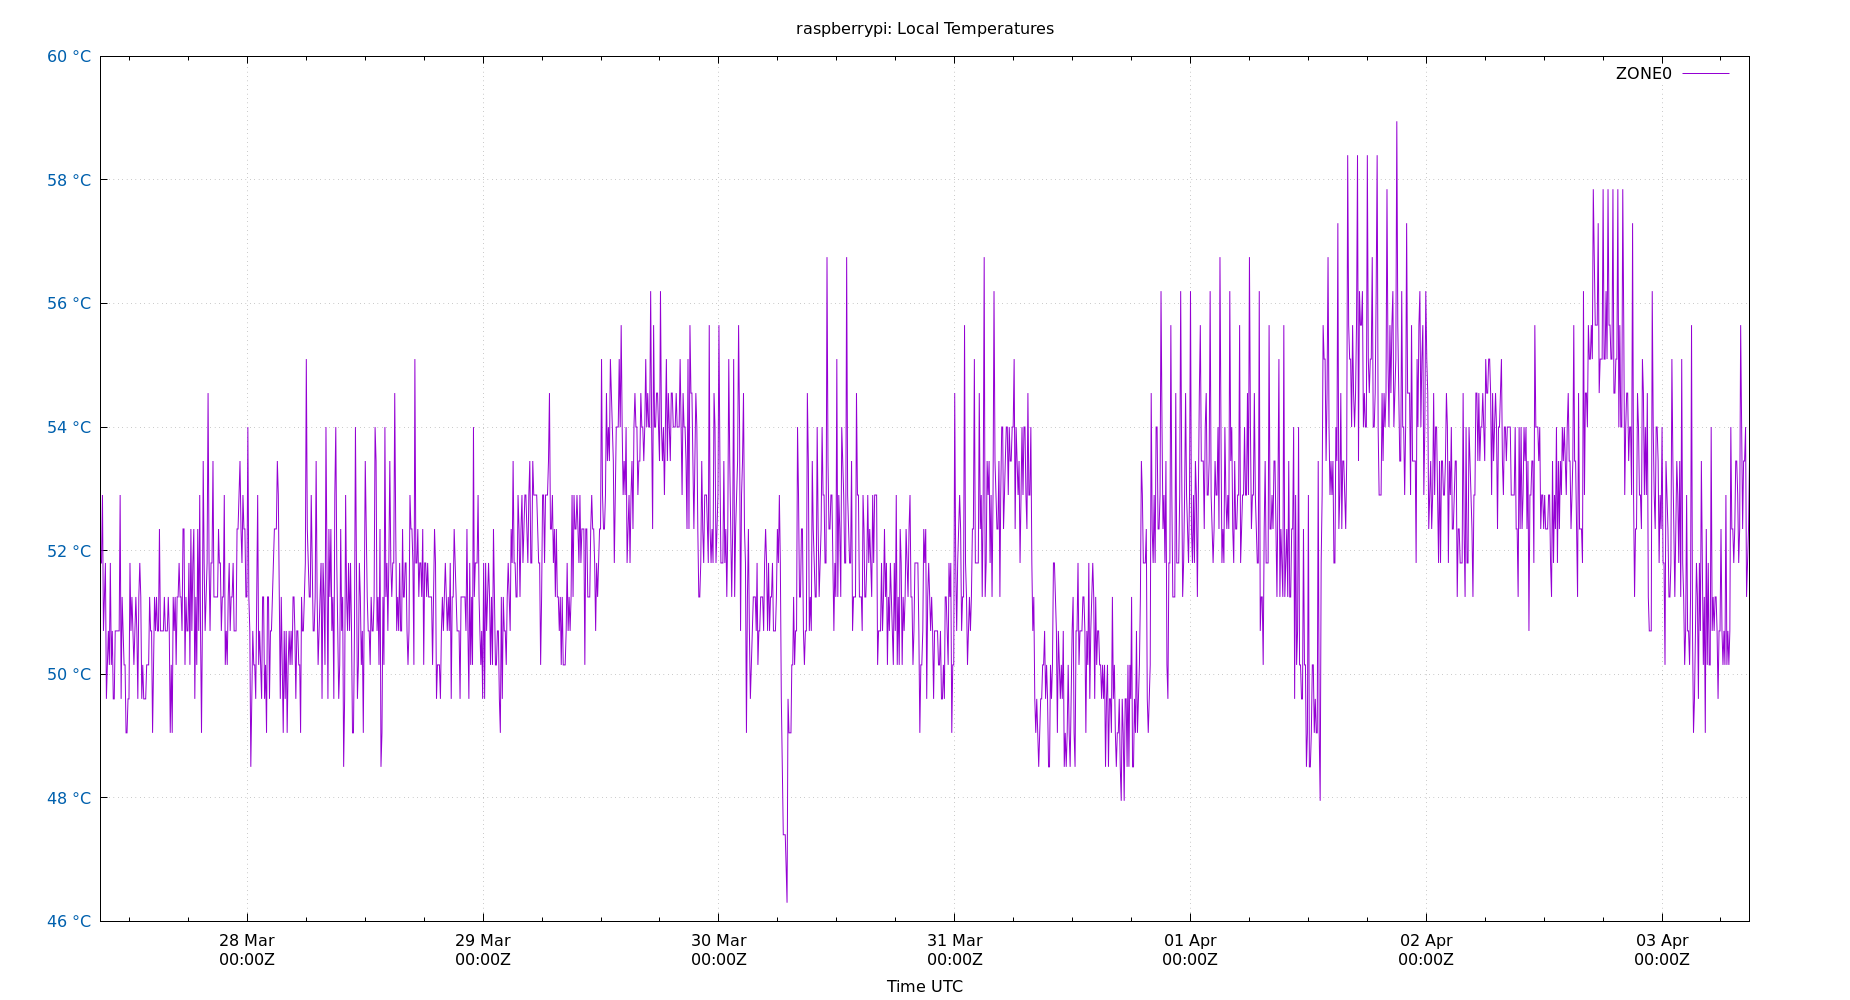 raspberrypi: Local Temperatures
60 °C
ZONE0
58 °C
56 °C
54 °C
52 °C
50 °C
48 °C
46 °C
28 Mar 29 Mar 30 Mar 31 Mar 01 Apr 02 Apr 03 Apr
00:00Z 00:00Z 00:00Z 00:00Z 00:00Z 00:00Z 00:00Z
Time UTC